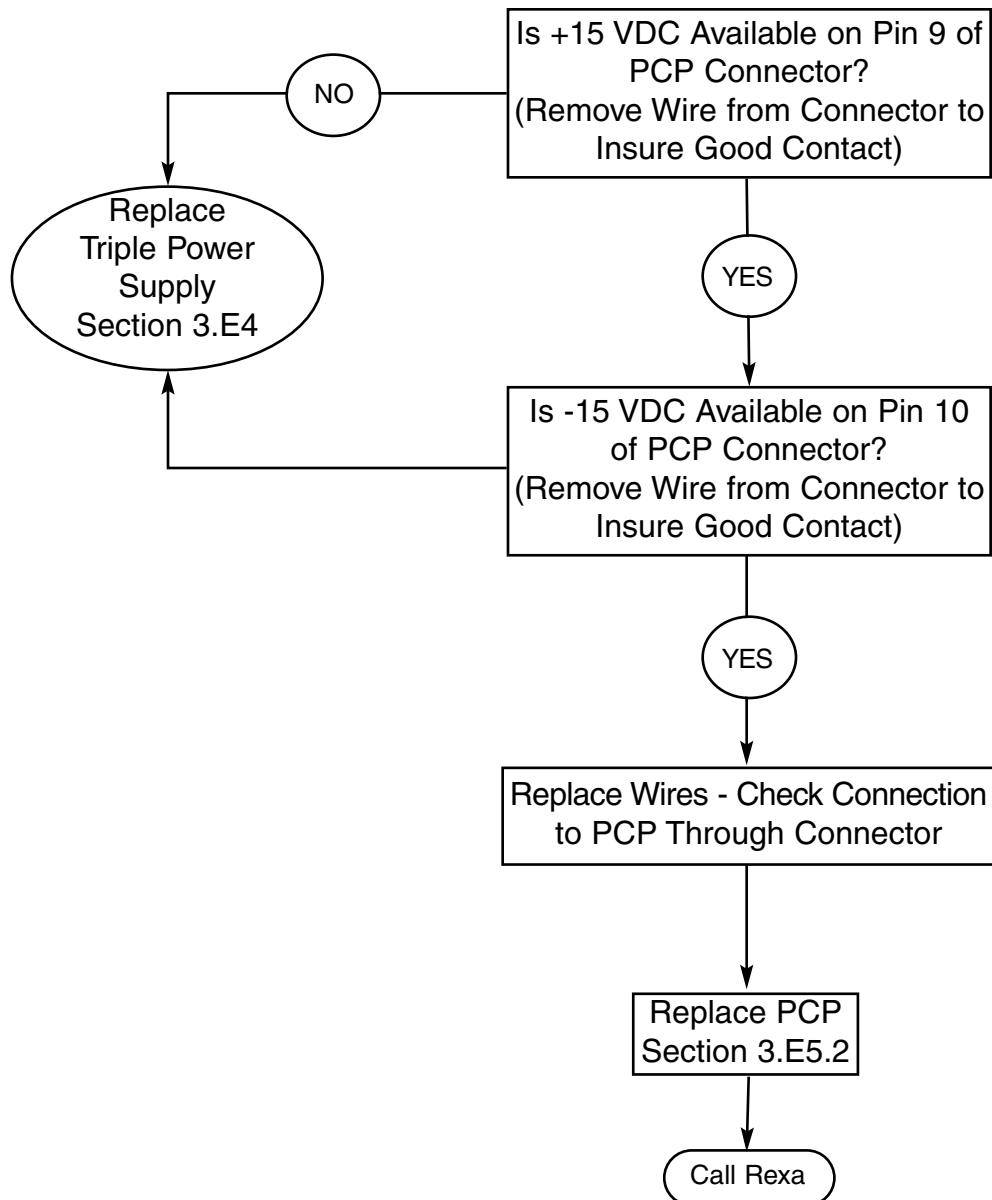 Is +15 VDC Available on Pin 9 of
PCP Connector?
(Remove Wire from Connector to
Insure Good Contact)
NO
Replace
Triple Power
Supply
Section 3.E4
YES
Is -15 VDC Available on Pin 10
of PCP Connector?
(Remove Wire from Connector to
Insure Good Contact)
YES
Replace Wires - Check Connection
to PCP Through Connector
Replace PCP
Section 3.E5.2
Call Rexa